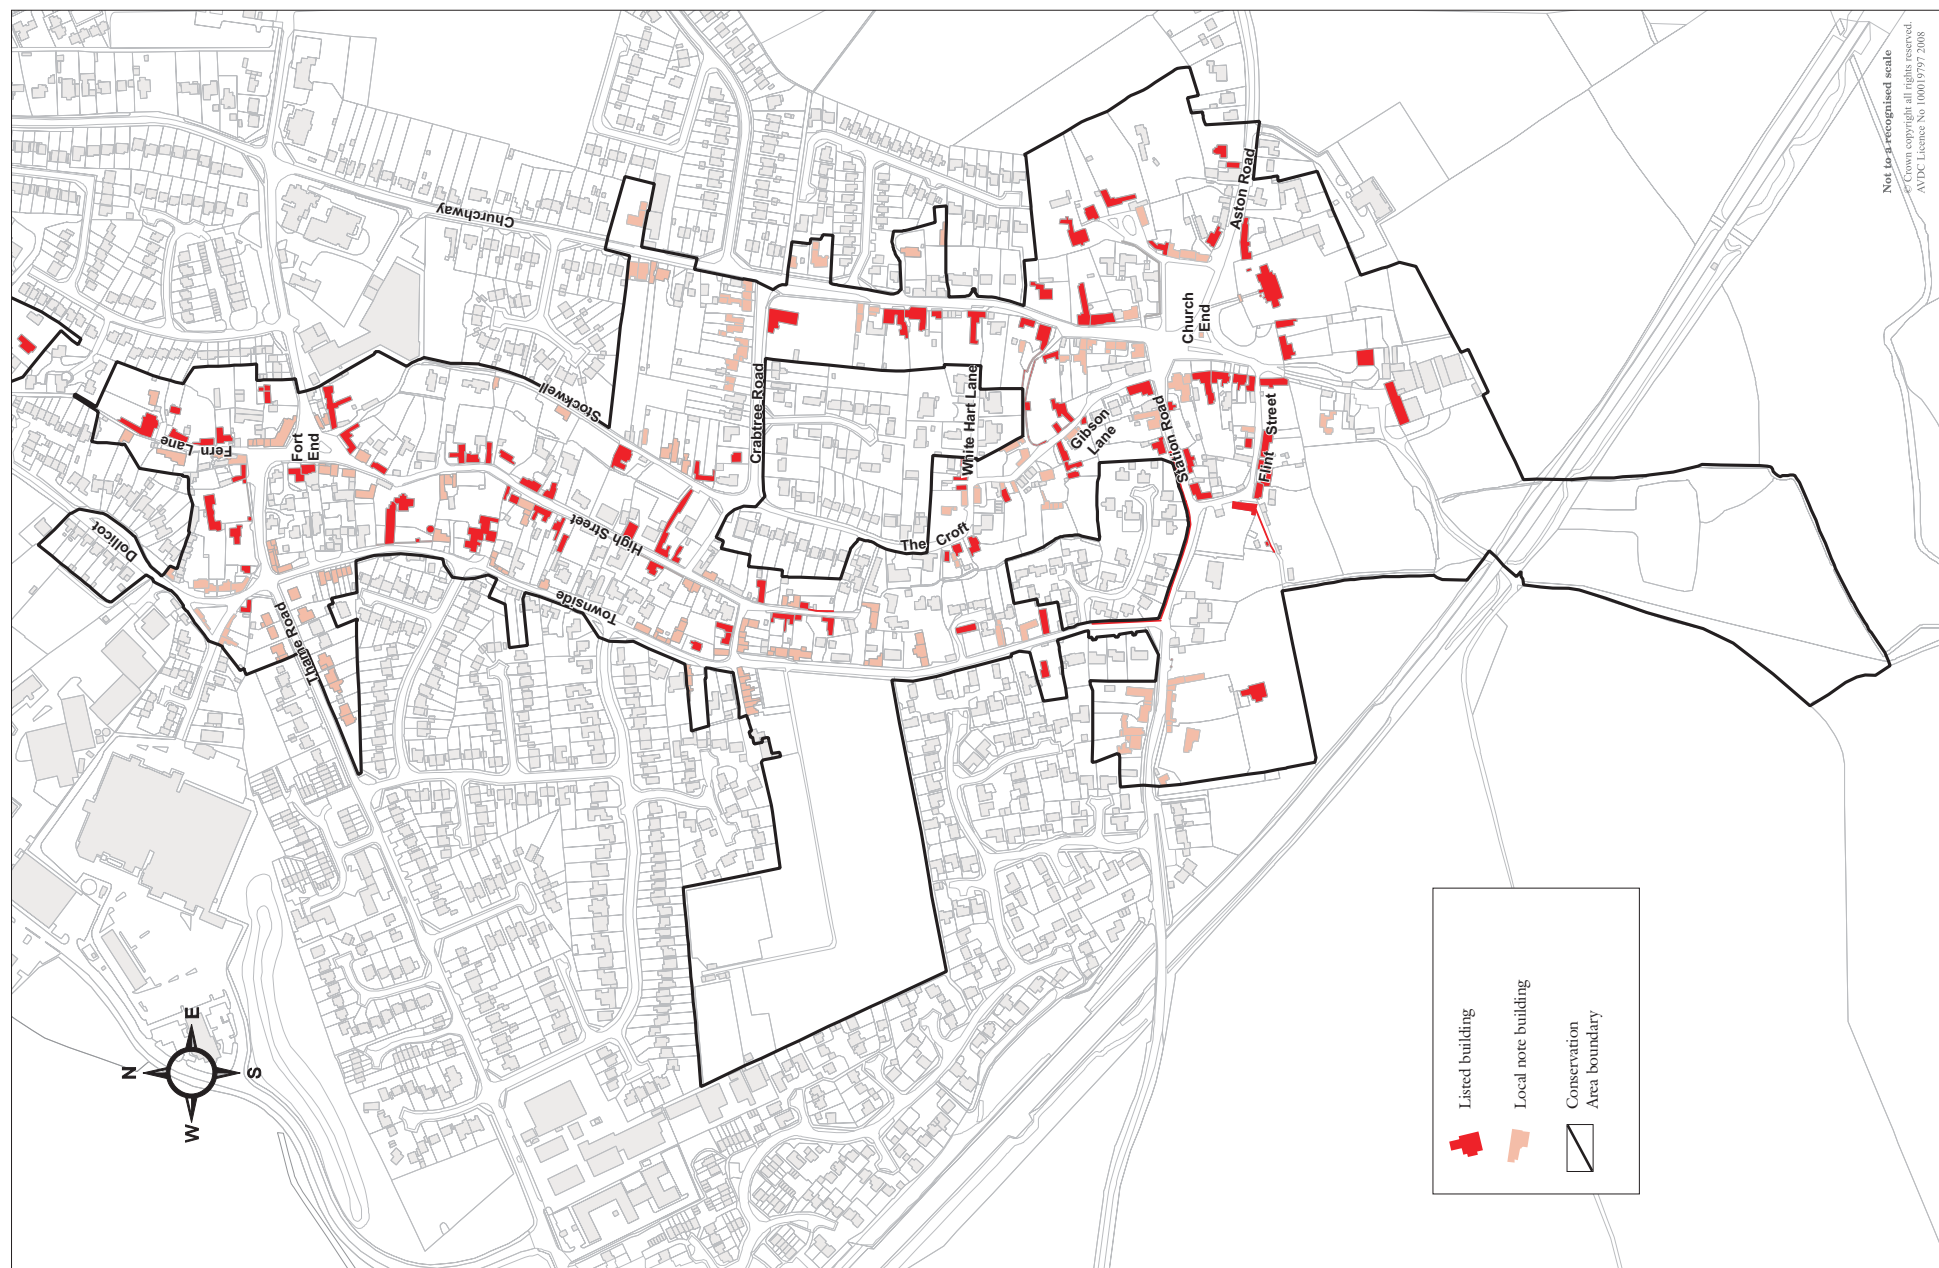 Not to a recognised scale
© Crown copyright all rights reserved.
AVDC Licence No 100019797 2008
Churchway
Fern Lane
Fort
End
Dollicot
Stockwell
Thame Road
High Street
Townside
Crabtree Road
White Hart Lane
The Croft
Gibson
Lane
Station Road
Church
End
Aston Road
Flint Street
N
E
S
W
Listed building
Local note building
Conservation
Area boundary